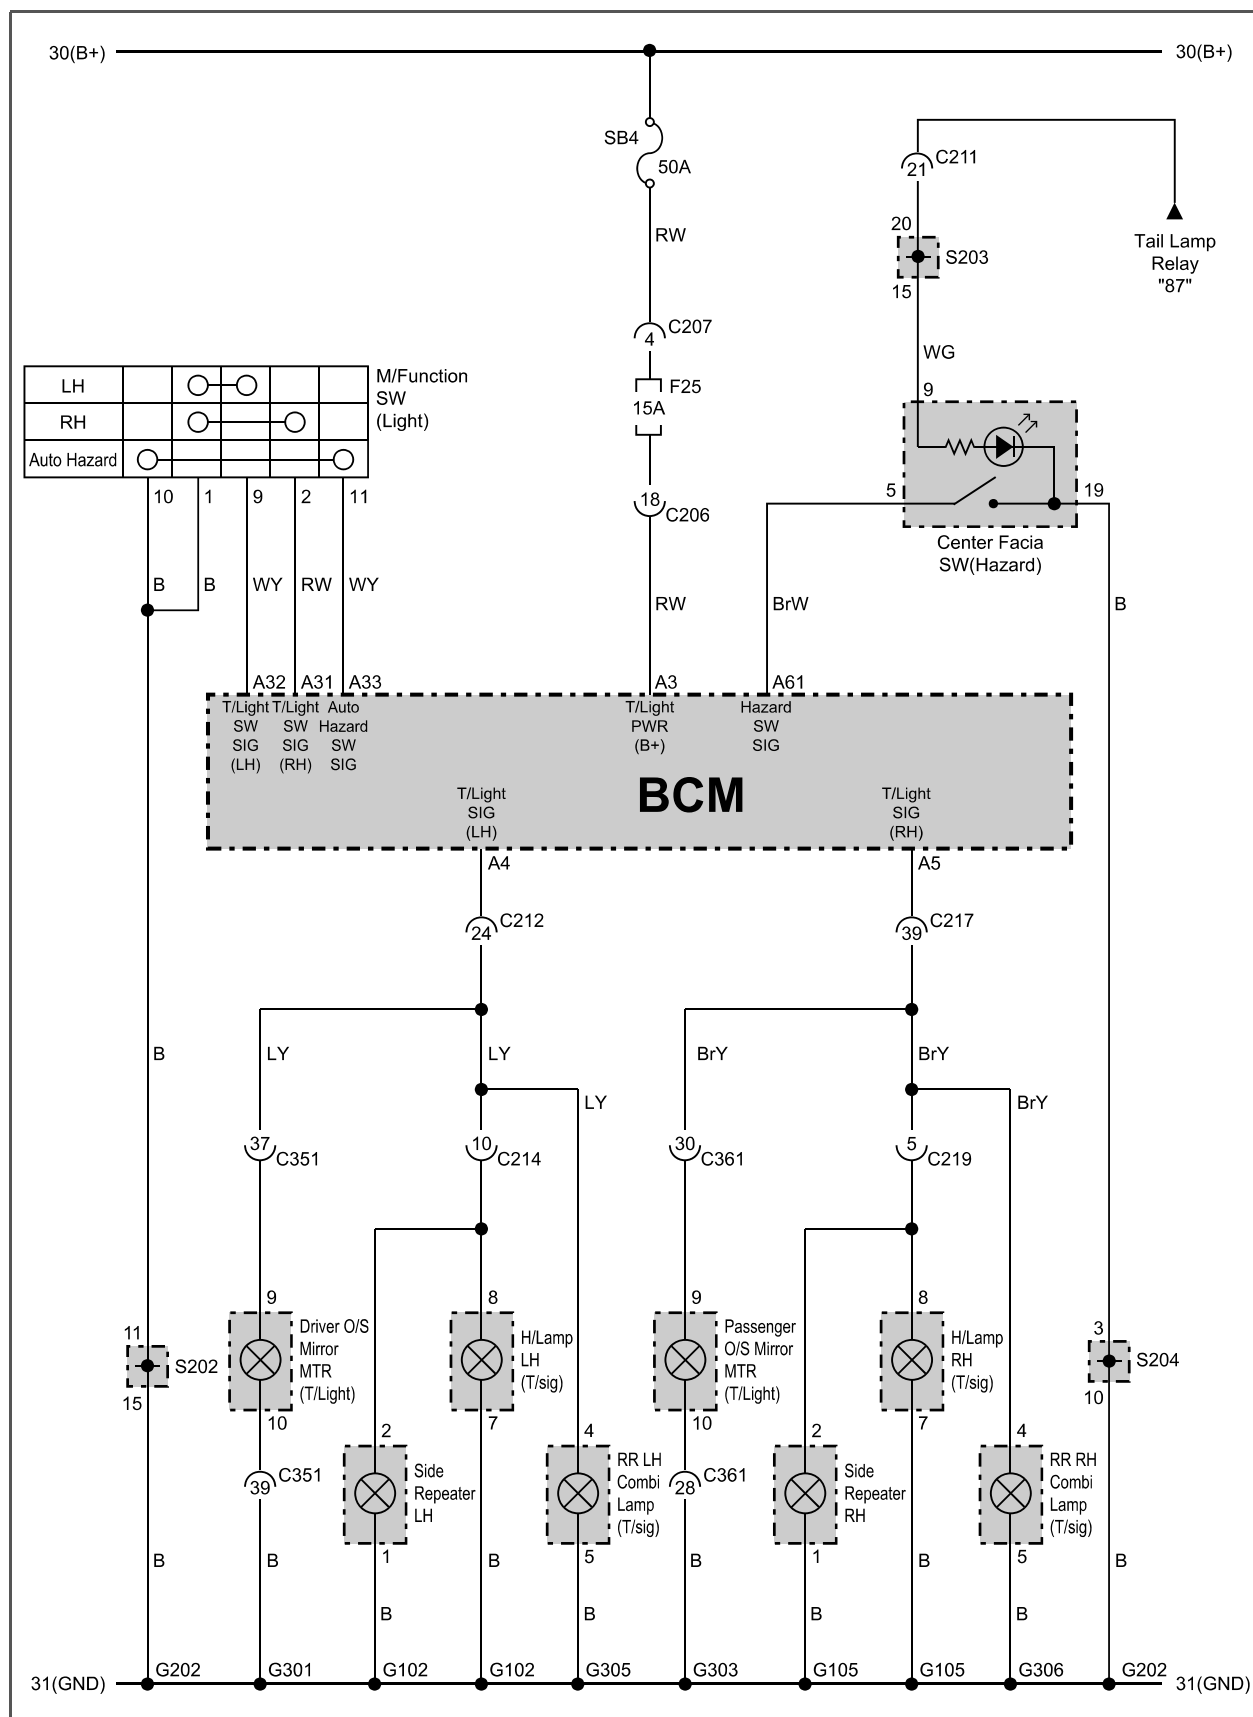 30(B+)
30(B+)
SB4
50A
RW
C211
21
20
S203
15
Tail Lamp
Relay
"87"
C207
4
F25
15A
WG
9
LH
RH
Auto Hazard
M/Function
SW
(Light)
10
1
9
2
11
18
C206
5
19
Center Facia
SW(Hazard)
B
B
WY
RW
WY
RW
BrW
B
A32
A31
A33
A3
A61
T/Light
SW
SIG
(LH)
T/Light
SW
SIG
(RH)
Auto
Hazard
SW
SIG
T/Light
PWR
(B+)
Hazard
SW
SIG
BCM
T/Light
SIG
(LH)
T/Light
SIG
(RH)
A4
A5
C212
24
C217
39
B
LY
LY
LY
BrY
BrY
BrY
37
C351
10
C214
30
C361
5
C219
9
8
9
8
11
S202
15
Driver O/S
Mirror
MTR
(T/Light)
H/Lamp
LH
(T/sig)
Passenger
O/S Mirror
MTR
(T/Light)
H/Lamp
RH
(T/sig)
3
S204
10
10
7
10
7
2
4
2
4
C351
39
Side
Repeater
LH
RR LH
Combi
Lamp
(T/sig)
C361
28
Side
Repeater
RH
RR RH
Combi
Lamp
(T/sig)
1
5
1
5
B
B
B
B
B
B
B
B
B
B
G202
G301
G102
G102
G305
G303
G105
G105
G306
G202
31(GND)
31(GND)